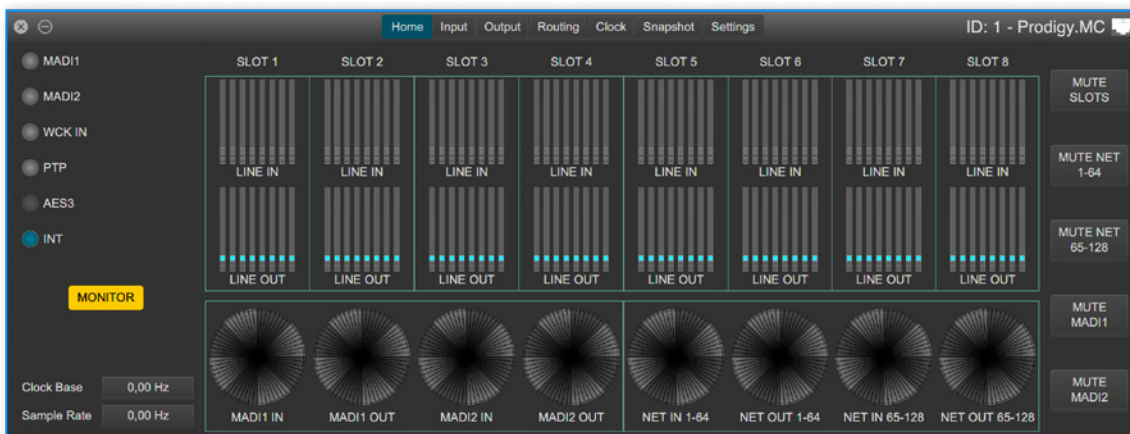 Home Input Output Routing Clock Snapshot Settings
ID: 1 - Prodigy.MC
MADI1
MADI2
WCK IN
PTP
AES3
INT
MONITOR
Clock Base 0,00 Hz
Sample Rate 0,00 Hz
SLOT 1 SLOT 2 SLOT 3 SLOT 4 SLOT 5 SLOT 6 SLOT 7 SLOT 8
LINE IN LINE IN LINE IN LINE IN LINE IN LINE IN LINE IN LINE IN
LINE OUT LINE OUT LINE OUT LINE OUT LINE OUT LINE OUT LINE OUT LINE OUT
MADI1 IN MADI1 OUT MADI2 IN MADI2 OUT NET IN 1-64 NET OUT 1-64 NET IN 65-128 NET OUT 65-128
MUTE
SLOTS
MUTE NET
1-64
MUTE NET
65-128
MUTE
MADI1
MUTE
MADI2